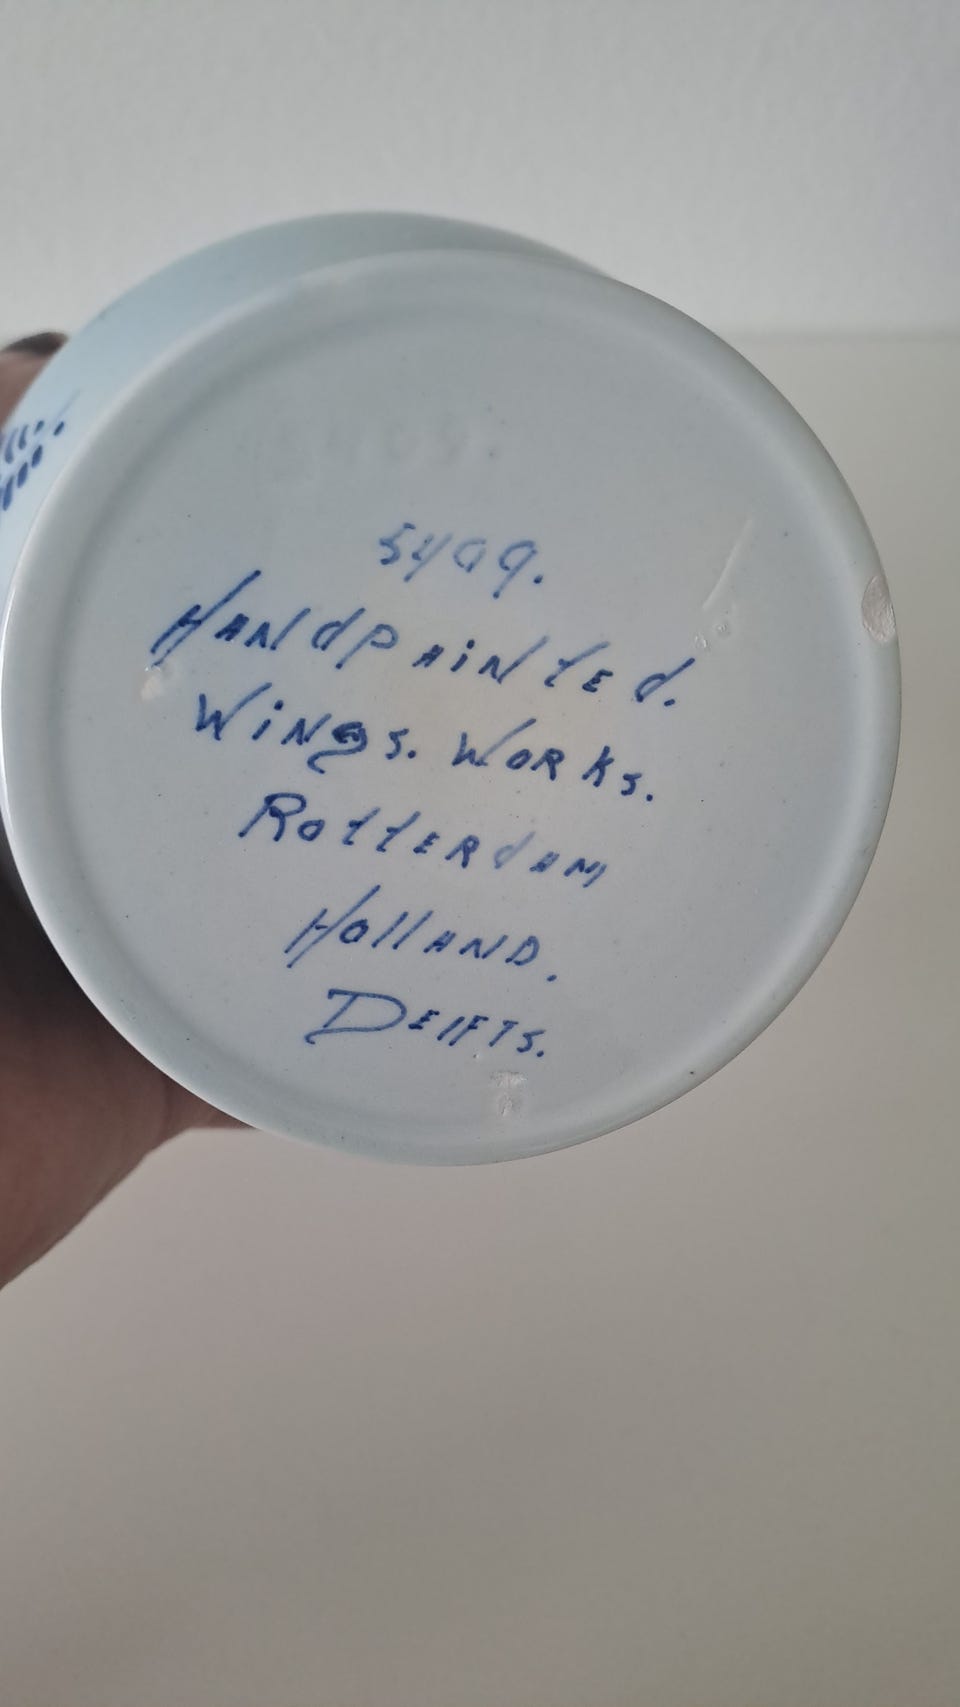 5409.
Handpainted.
Wings. Works.
Rotterdam
Holland.
Delfts.